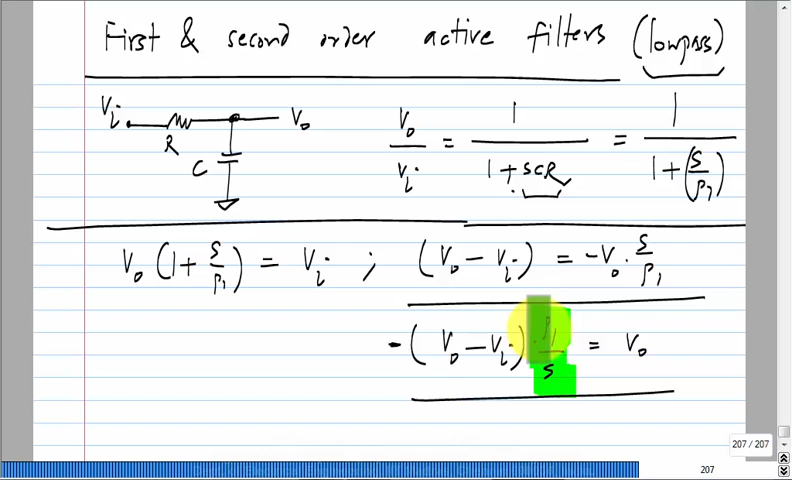 First & second order active filters (lowpass)
Vi R C Vo Vo/Vi = 1/(1+sCR) = 1/(1+(s/p1))
Vo (1+ s/p1) = Vi ; (Vo − Vi) = −Vo · s/p1
−(Vo − Vi) · p1/s = Vo
207 / 207
207